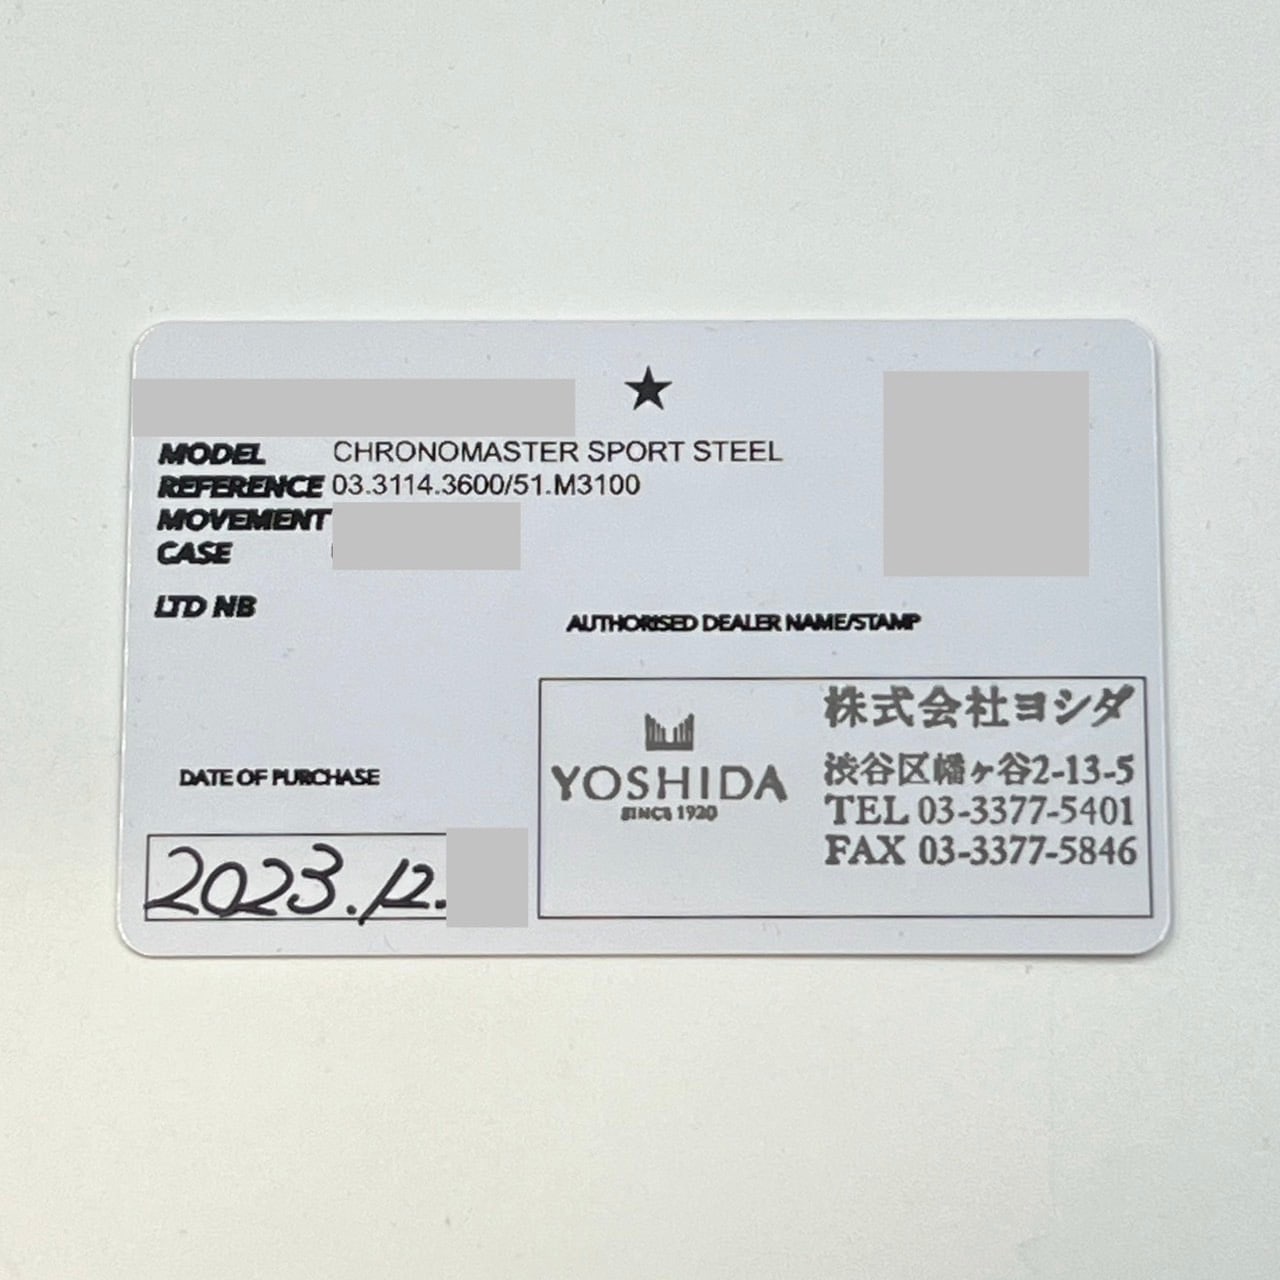 MODEL CHRONOMASTER SPORT STEEL
REFERENCE 03.3114.3600/51.M3100
MOVEMENT
CASE
LTD NB
AUTHORISED DEALER NAME/STAMP
YOSHIDA
SINCE 1920
株式会社ヨシダ
渋谷区幡ヶ谷2-13-5
TEL 03-3377-5401
FAX 03-3377-5846
DATE OF PURCHASE
2023.12.